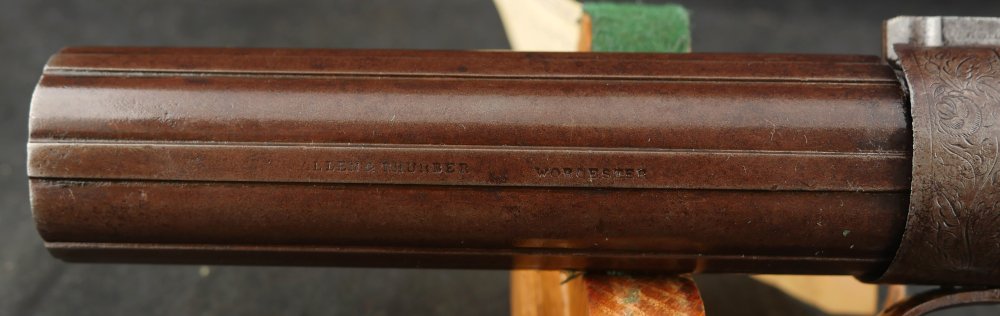 ALLEN & THURBER WORCESTER